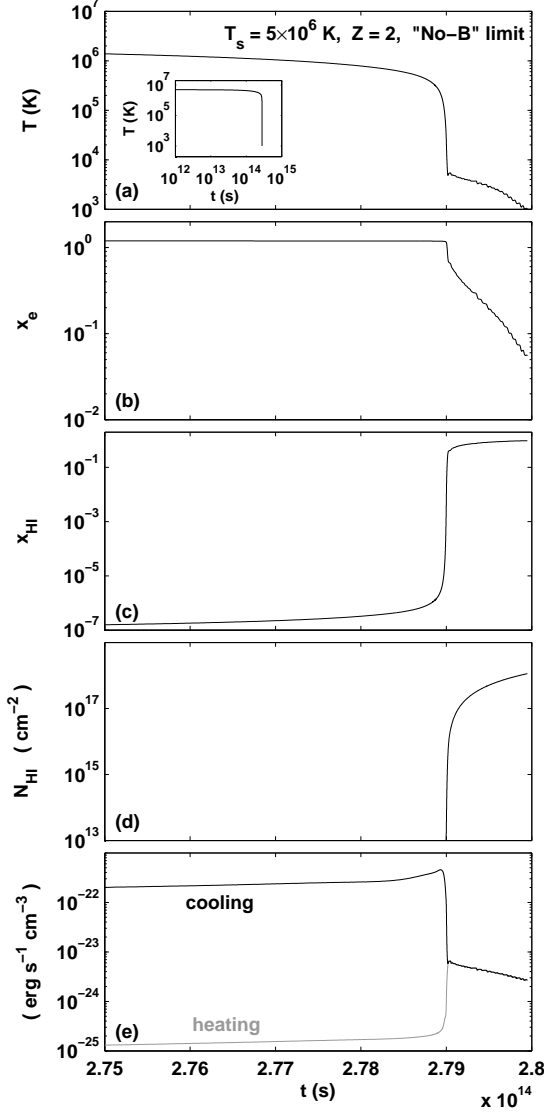 T_s = 5×10^6 K, Z = 2, "No−B" limit
10^7
10^6
10^5
10^4
10^3
T (K)
(a)
10^7
10^5
10^3
T (K)
10^12 10^13 10^14 10^15
t (s)
10^0
10^−1
10^−2
x_e
(b)
10^−1
10^−3
10^−5
10^−7
x_HI
(c)
10^17
10^15
10^13
N_HI ( cm^−2)
(d)
10^−22
10^−23
10^−24
10^−25
( erg s^−1 cm^−3)
cooling
heating
(e)
2.75 2.76 2.77 2.78 2.79 2.8
t (s)
x 10^14